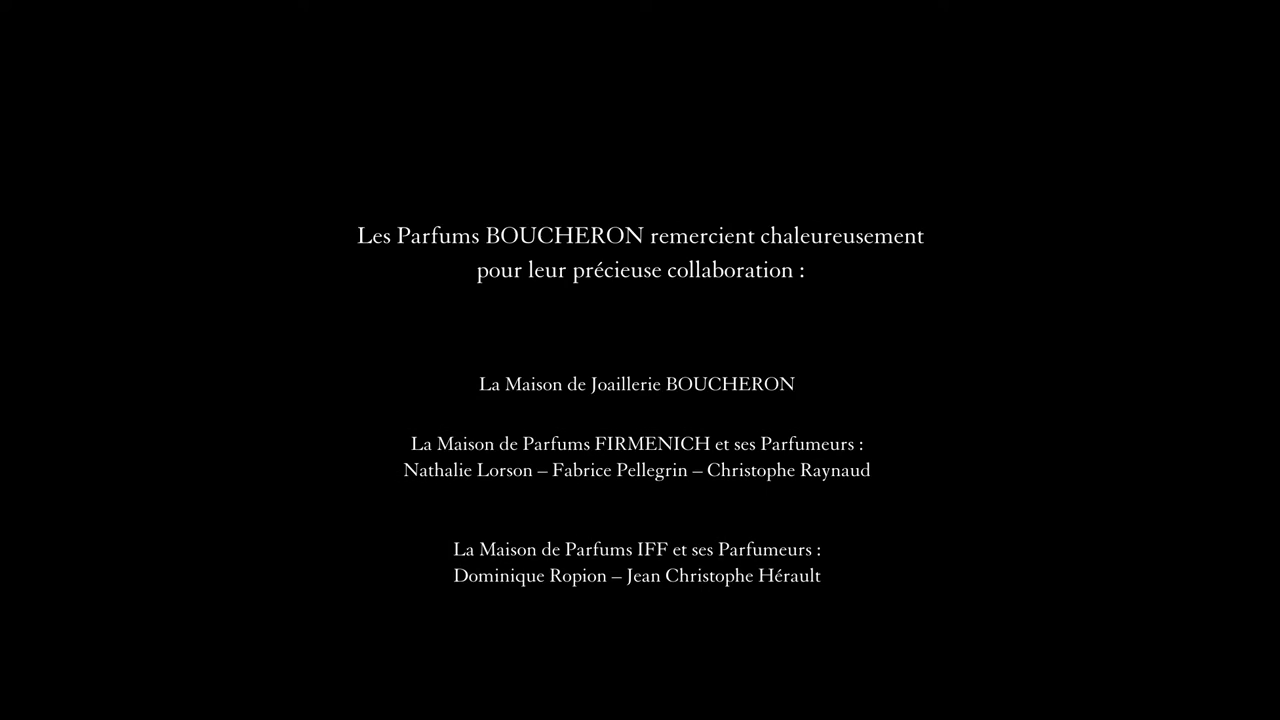 Les Parfums BOUCHERON remercient chaleureusement
pour leur précieuse collaboration :
La Maison de Joaillerie BOUCHERON
La Maison de Parfums FIRMENICH et ses Parfumeurs :
Nathalie Lorson – Fabrice Pellegrin – Christophe Raynaud
La Maison de Parfums IFF et ses Parfumeurs :
Dominique Ropion – Jean Christophe Hérault